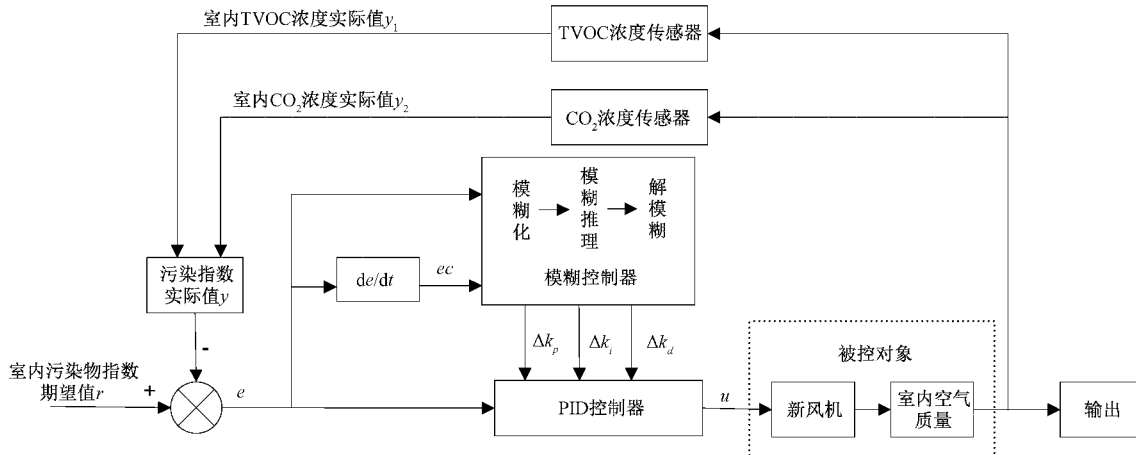 室内TVOC浓度实际值y₁
TVOC浓度传感器
室内CO₂浓度实际值y₂
CO₂浓度传感器
模糊化
模糊推理
解模糊
模糊控制器
污染指数
实际值y
de/dt
ec
-
Δkₚ
Δkᵢ
Δk_d
被控对象
室内污染物指数
期望值r
+
e
PID控制器
u
新风机
室内空气
质量
输出